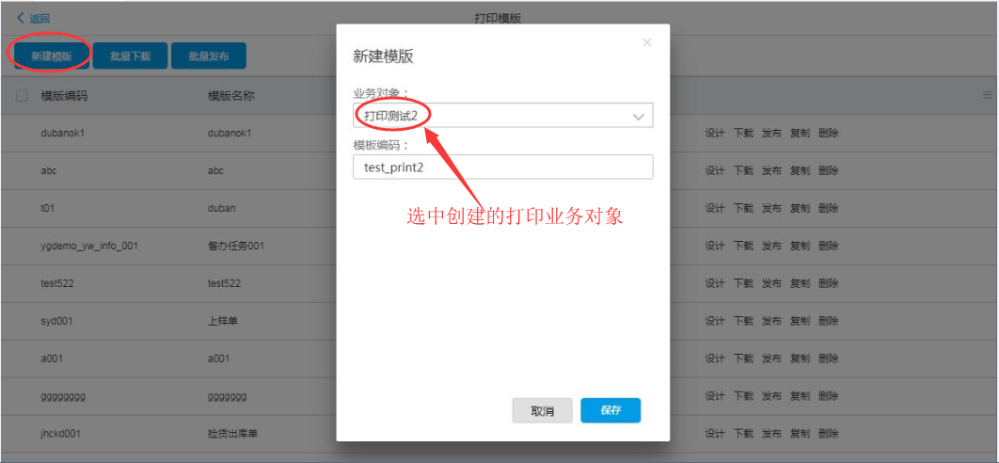 返回
打印模版
新建模版 批量下载 批量发布
模版编码 模版名称
dubanok1 dubanok1 设计 下载 发布 复制 删除
abc abc 设计 下载 发布 复制 删除
t01 duban 设计 下载 发布 复制 删除
ygdemo_yw_info_001 督办任务001 设计 下载 发布 复制 删除
test522 test522 设计 下载 发布 复制 删除
syd001 上样单 设计 下载 发布 复制 删除
a001 a001 设计 下载 发布 复制 删除
gggggggg ggggggg 设计 下载 发布 复制 删除
jhckd001 捡货出库单 设计 下载 发布 复制 删除
新建模版
业务对象：
打印测试2
模板编码：
test_print2
选中创建的打印业务对象
取消 保存